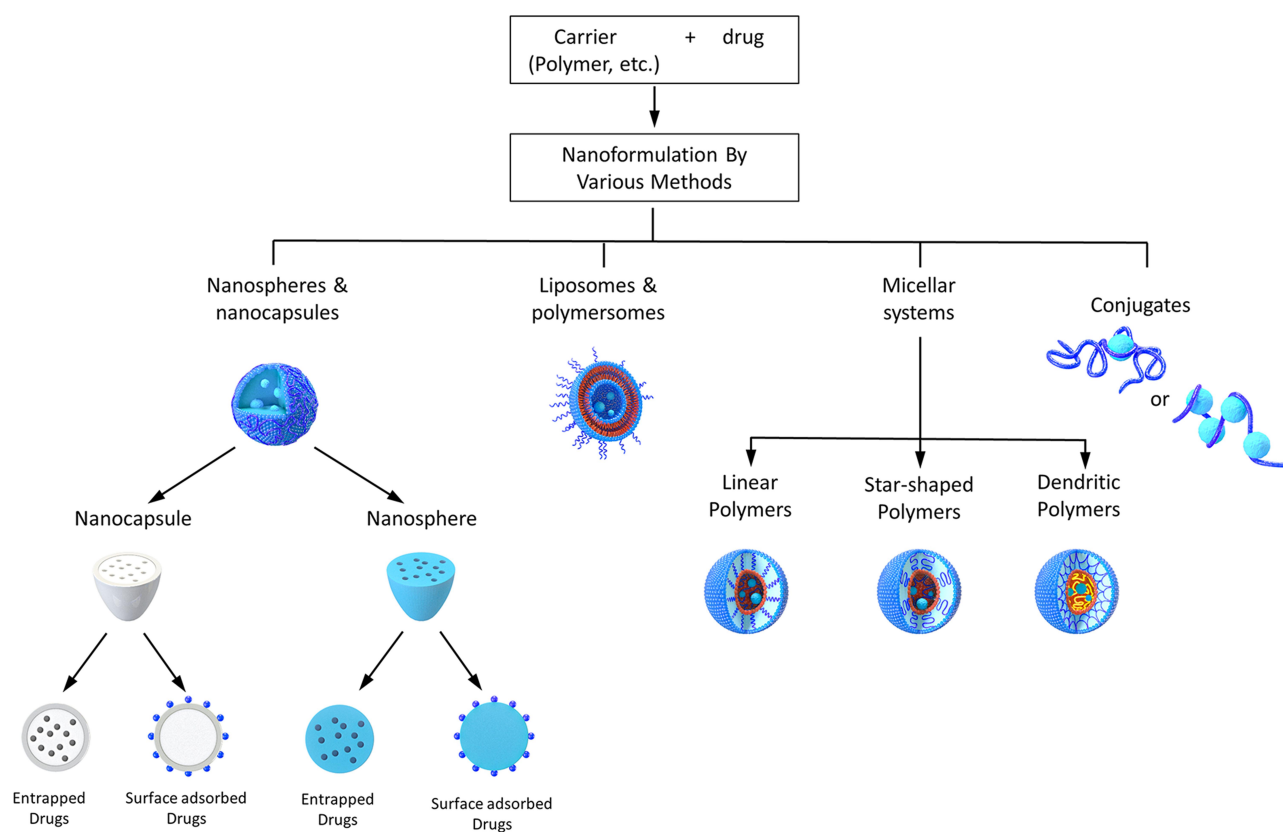 Carrier + drug
(Polymer, etc.)
Nanoformulation By
Various Methods
Nanospheres &
nanocapsules
Liposomes &
polymersomes
Micellar
systems
Conjugates
or
Nanocapsule
Nanosphere
Linear
Polymers
Star-shaped
Polymers
Dendritic
Polymers
Entrapped
Drugs
Surface adsorbed
Drugs
Entrapped
Drugs
Surface adsorbed
Drugs